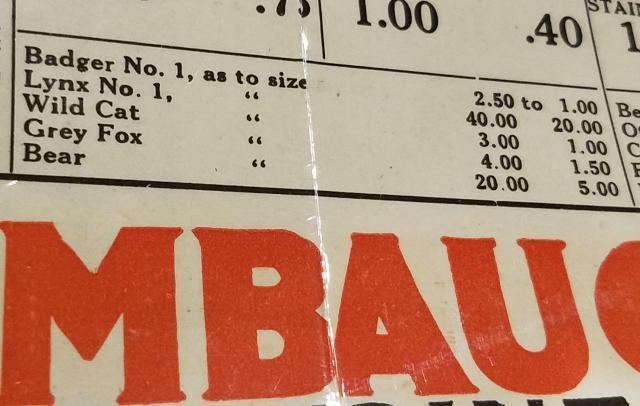 .75 1.00 .40
STAIN
Badger No. 1, as to size 2.50 to 1.00
Lynx No. 1, “ 40.00 20.00
Wild Cat “ 3.00 1.00
Grey Fox “ 4.00 1.50
Bear “ 20.00 5.00
MBAU